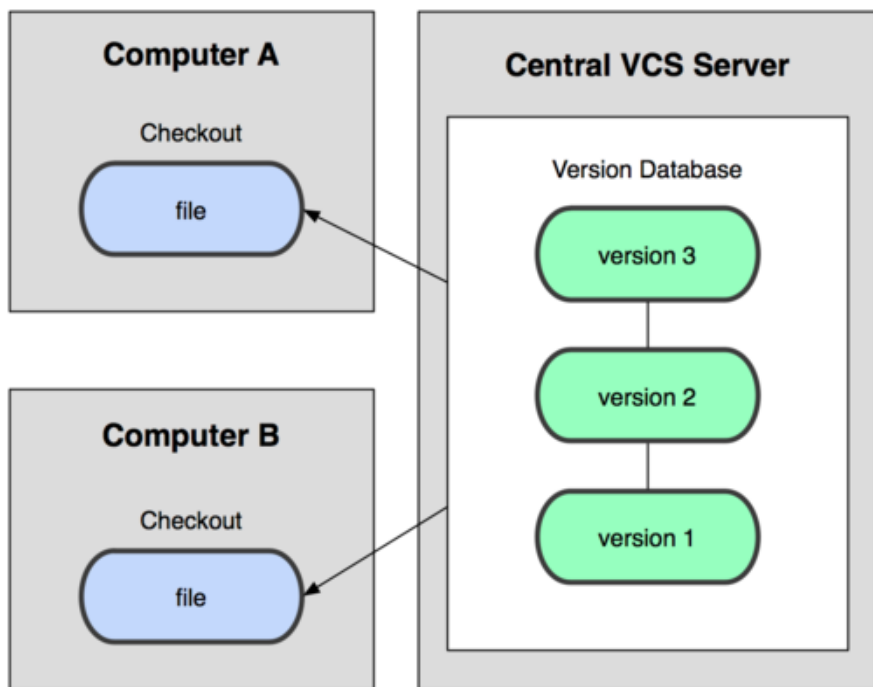 Computer A
Checkout
file
Computer B
Checkout
file
Central VCS Server
Version Database
version 3
version 2
version 1